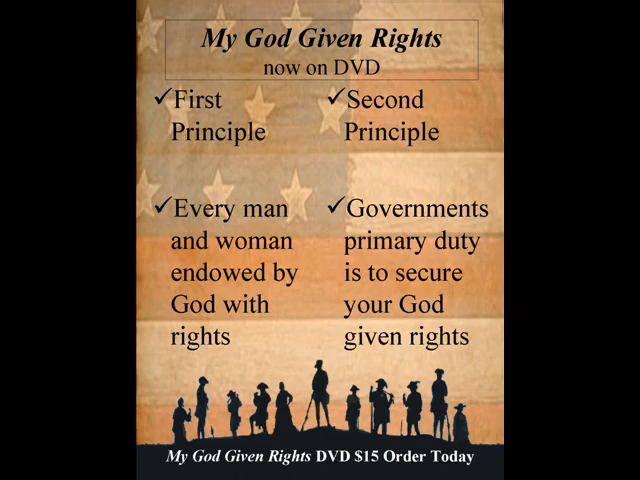 My God Given Rights
now on DVD
✓First
Principle
✓Second
Principle
✓Every man
and woman
endowed by
God with
rights
✓Governments
primary duty
is to secure
your God
given rights
My God Given Rights DVD $15 Order Today